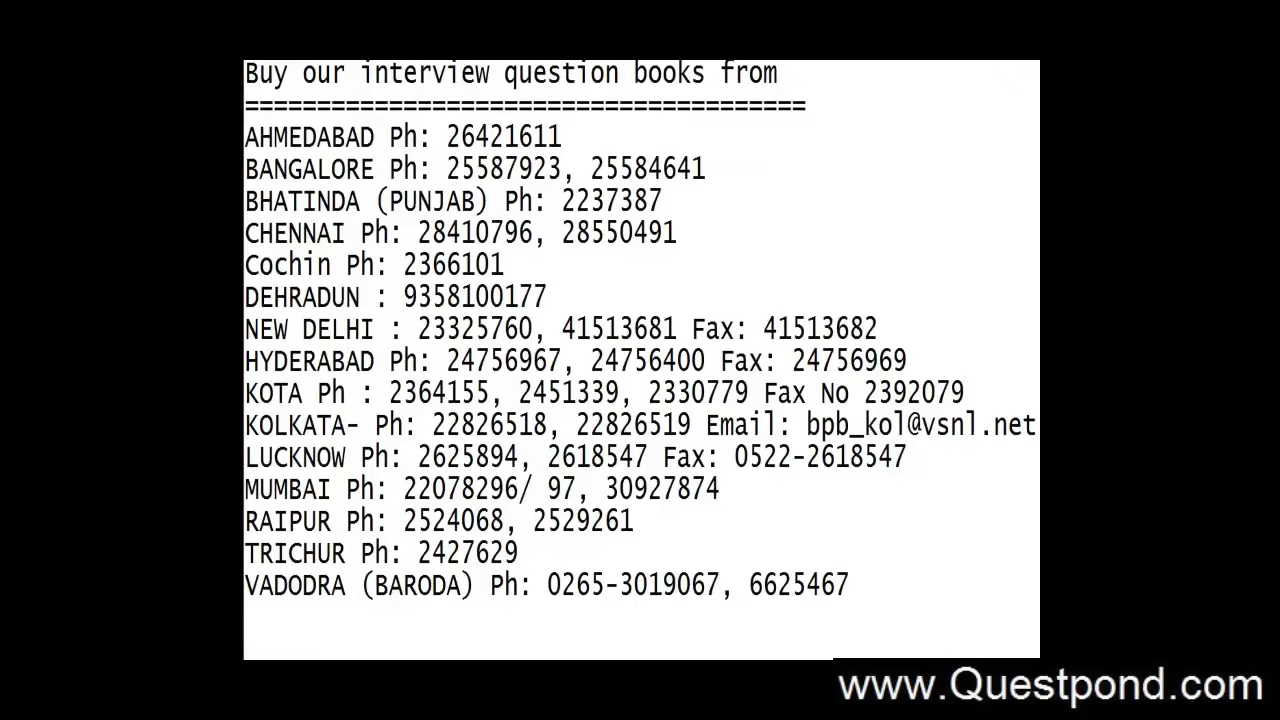 Buy our interview question books from
=======================================
AHMEDABAD Ph: 26421611
BANGALORE Ph: 25587923, 25584641
BHATINDA (PUNJAB) Ph: 2237387
CHENNAI Ph: 28410796, 28550491
Cochin Ph: 2366101
DEHRADUN : 9358100177
NEW DELHI : 23325760, 41513681 Fax: 41513682
HYDERABAD Ph: 24756967, 24756400 Fax: 24756969
KOTA Ph : 2364155, 2451339, 2330779 Fax No 2392079
KOLKATA- Ph: 22826518, 22826519 Email: bpb_kol@vsnl.net
LUCKNOW Ph: 2625894, 2618547 Fax: 0522-2618547
MUMBAI Ph: 22078296/ 97, 30927874
RAIPUR Ph: 2524068, 2529261
TRICHUR Ph: 2427629
VADODRA (BARODA) Ph: 0265-3019067, 6625467
www.Questpond.com